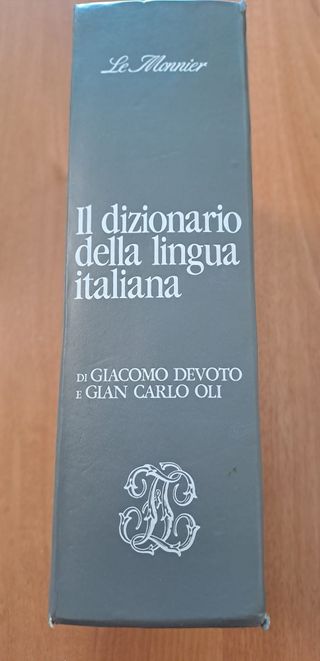 Le Monnier
Il dizionario
della lingua
italiana
DI GIACOMO DEVOTO
E GIAN CARLO OLI